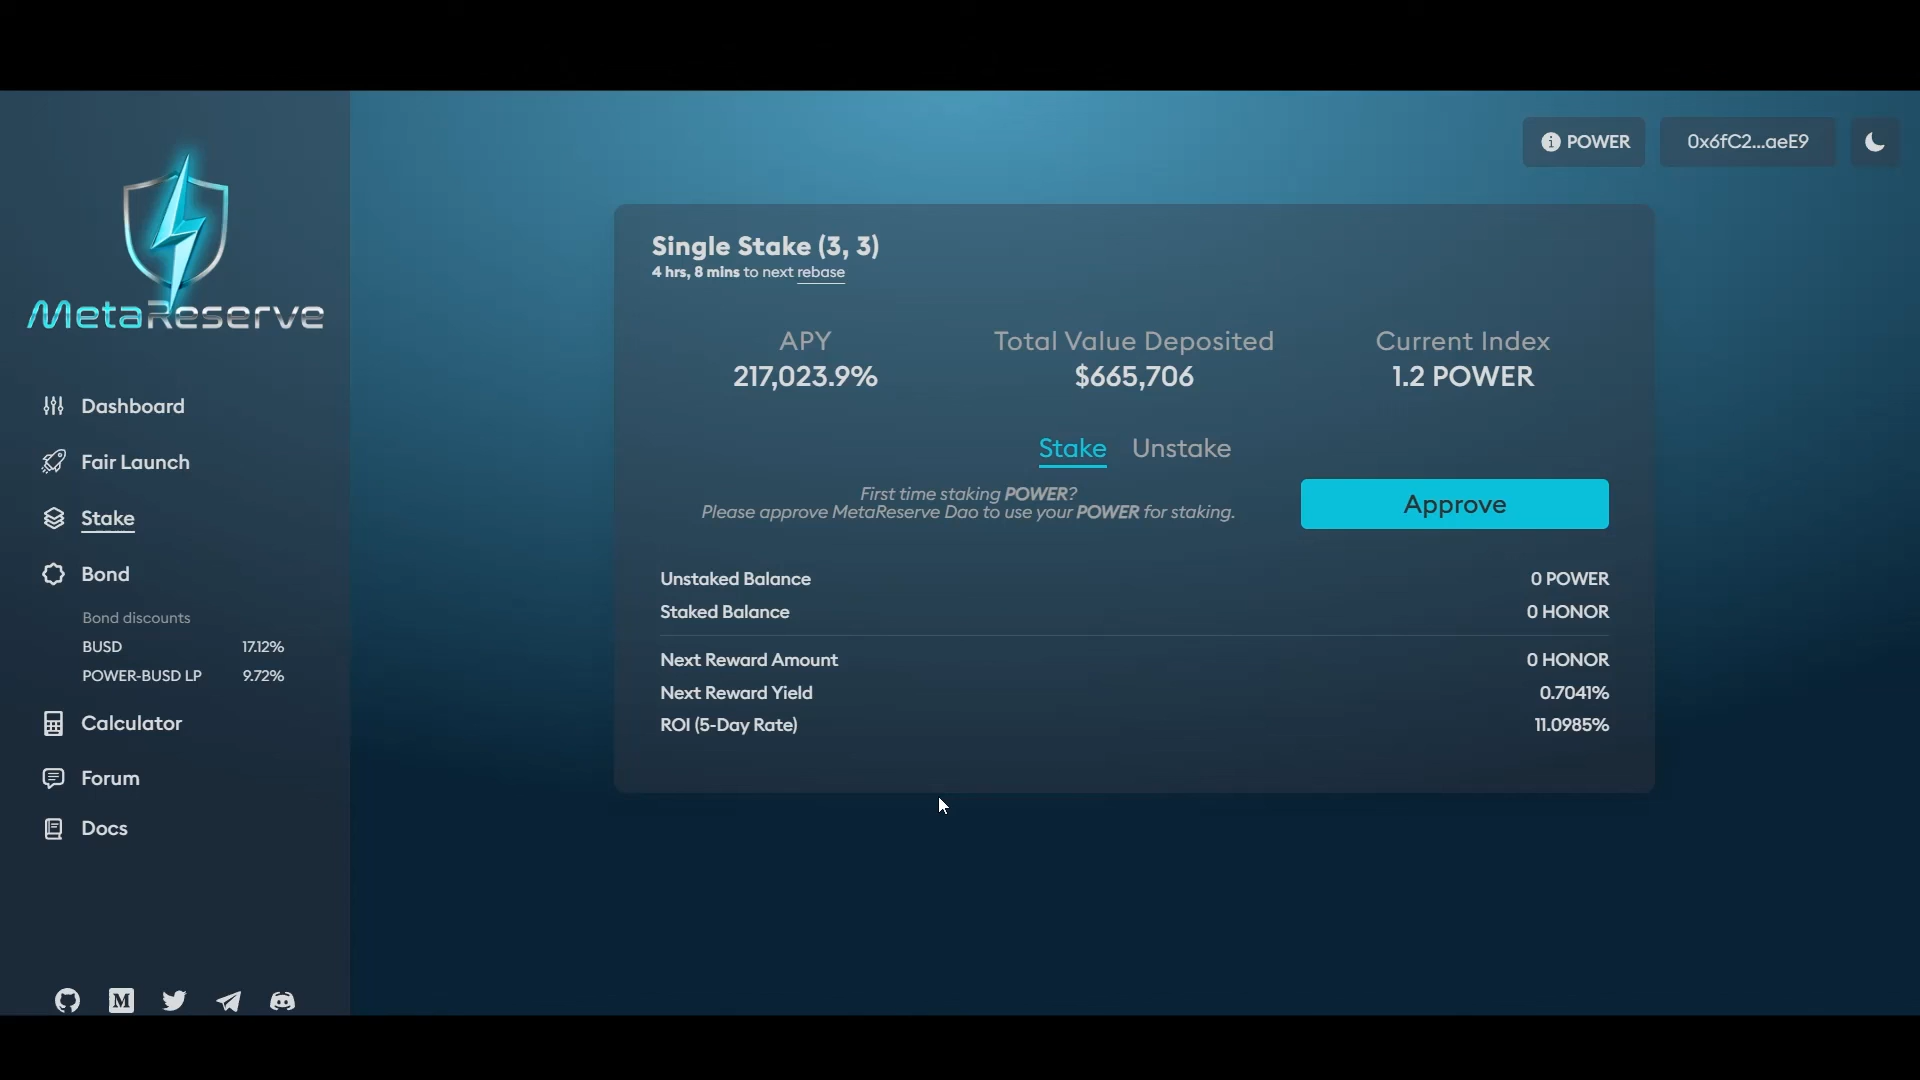 MetaReserve
Dashboard
Fair Launch
Stake
Bond
Bond discounts
BUSD 17.12%
POWER-BUSD LP 9.72%
Calculator
Forum
Docs
M
i POWER
0x6fC2...aeE9
Single Stake (3, 3)
4 hrs, 8 mins to next rebase
APY
217,023.9%
Total Value Deposited
$665,706
Current Index
1.2 POWER
Stake Unstake
First time staking POWER?
Please approve MetaReserve Dao to use your POWER for staking.
Approve
Unstaked Balance 0 POWER
Staked Balance 0 HONOR
Next Reward Amount 0 HONOR
Next Reward Yield 0.7041%
ROI (5-Day Rate) 11.0985%